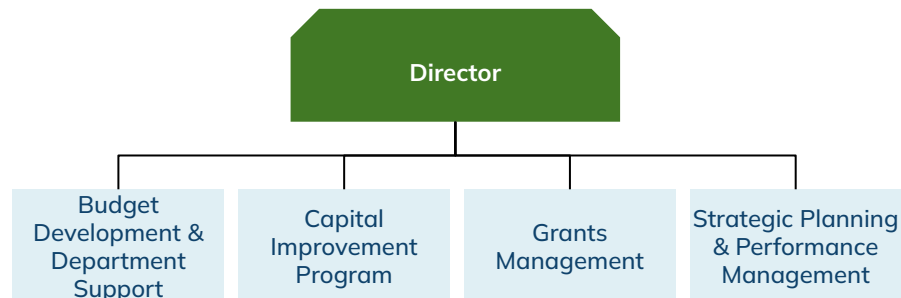 Director
Budget
Development &
Department
Support
Capital
Improvement
Program
Grants
Management
Strategic Planning
& Performance
Management